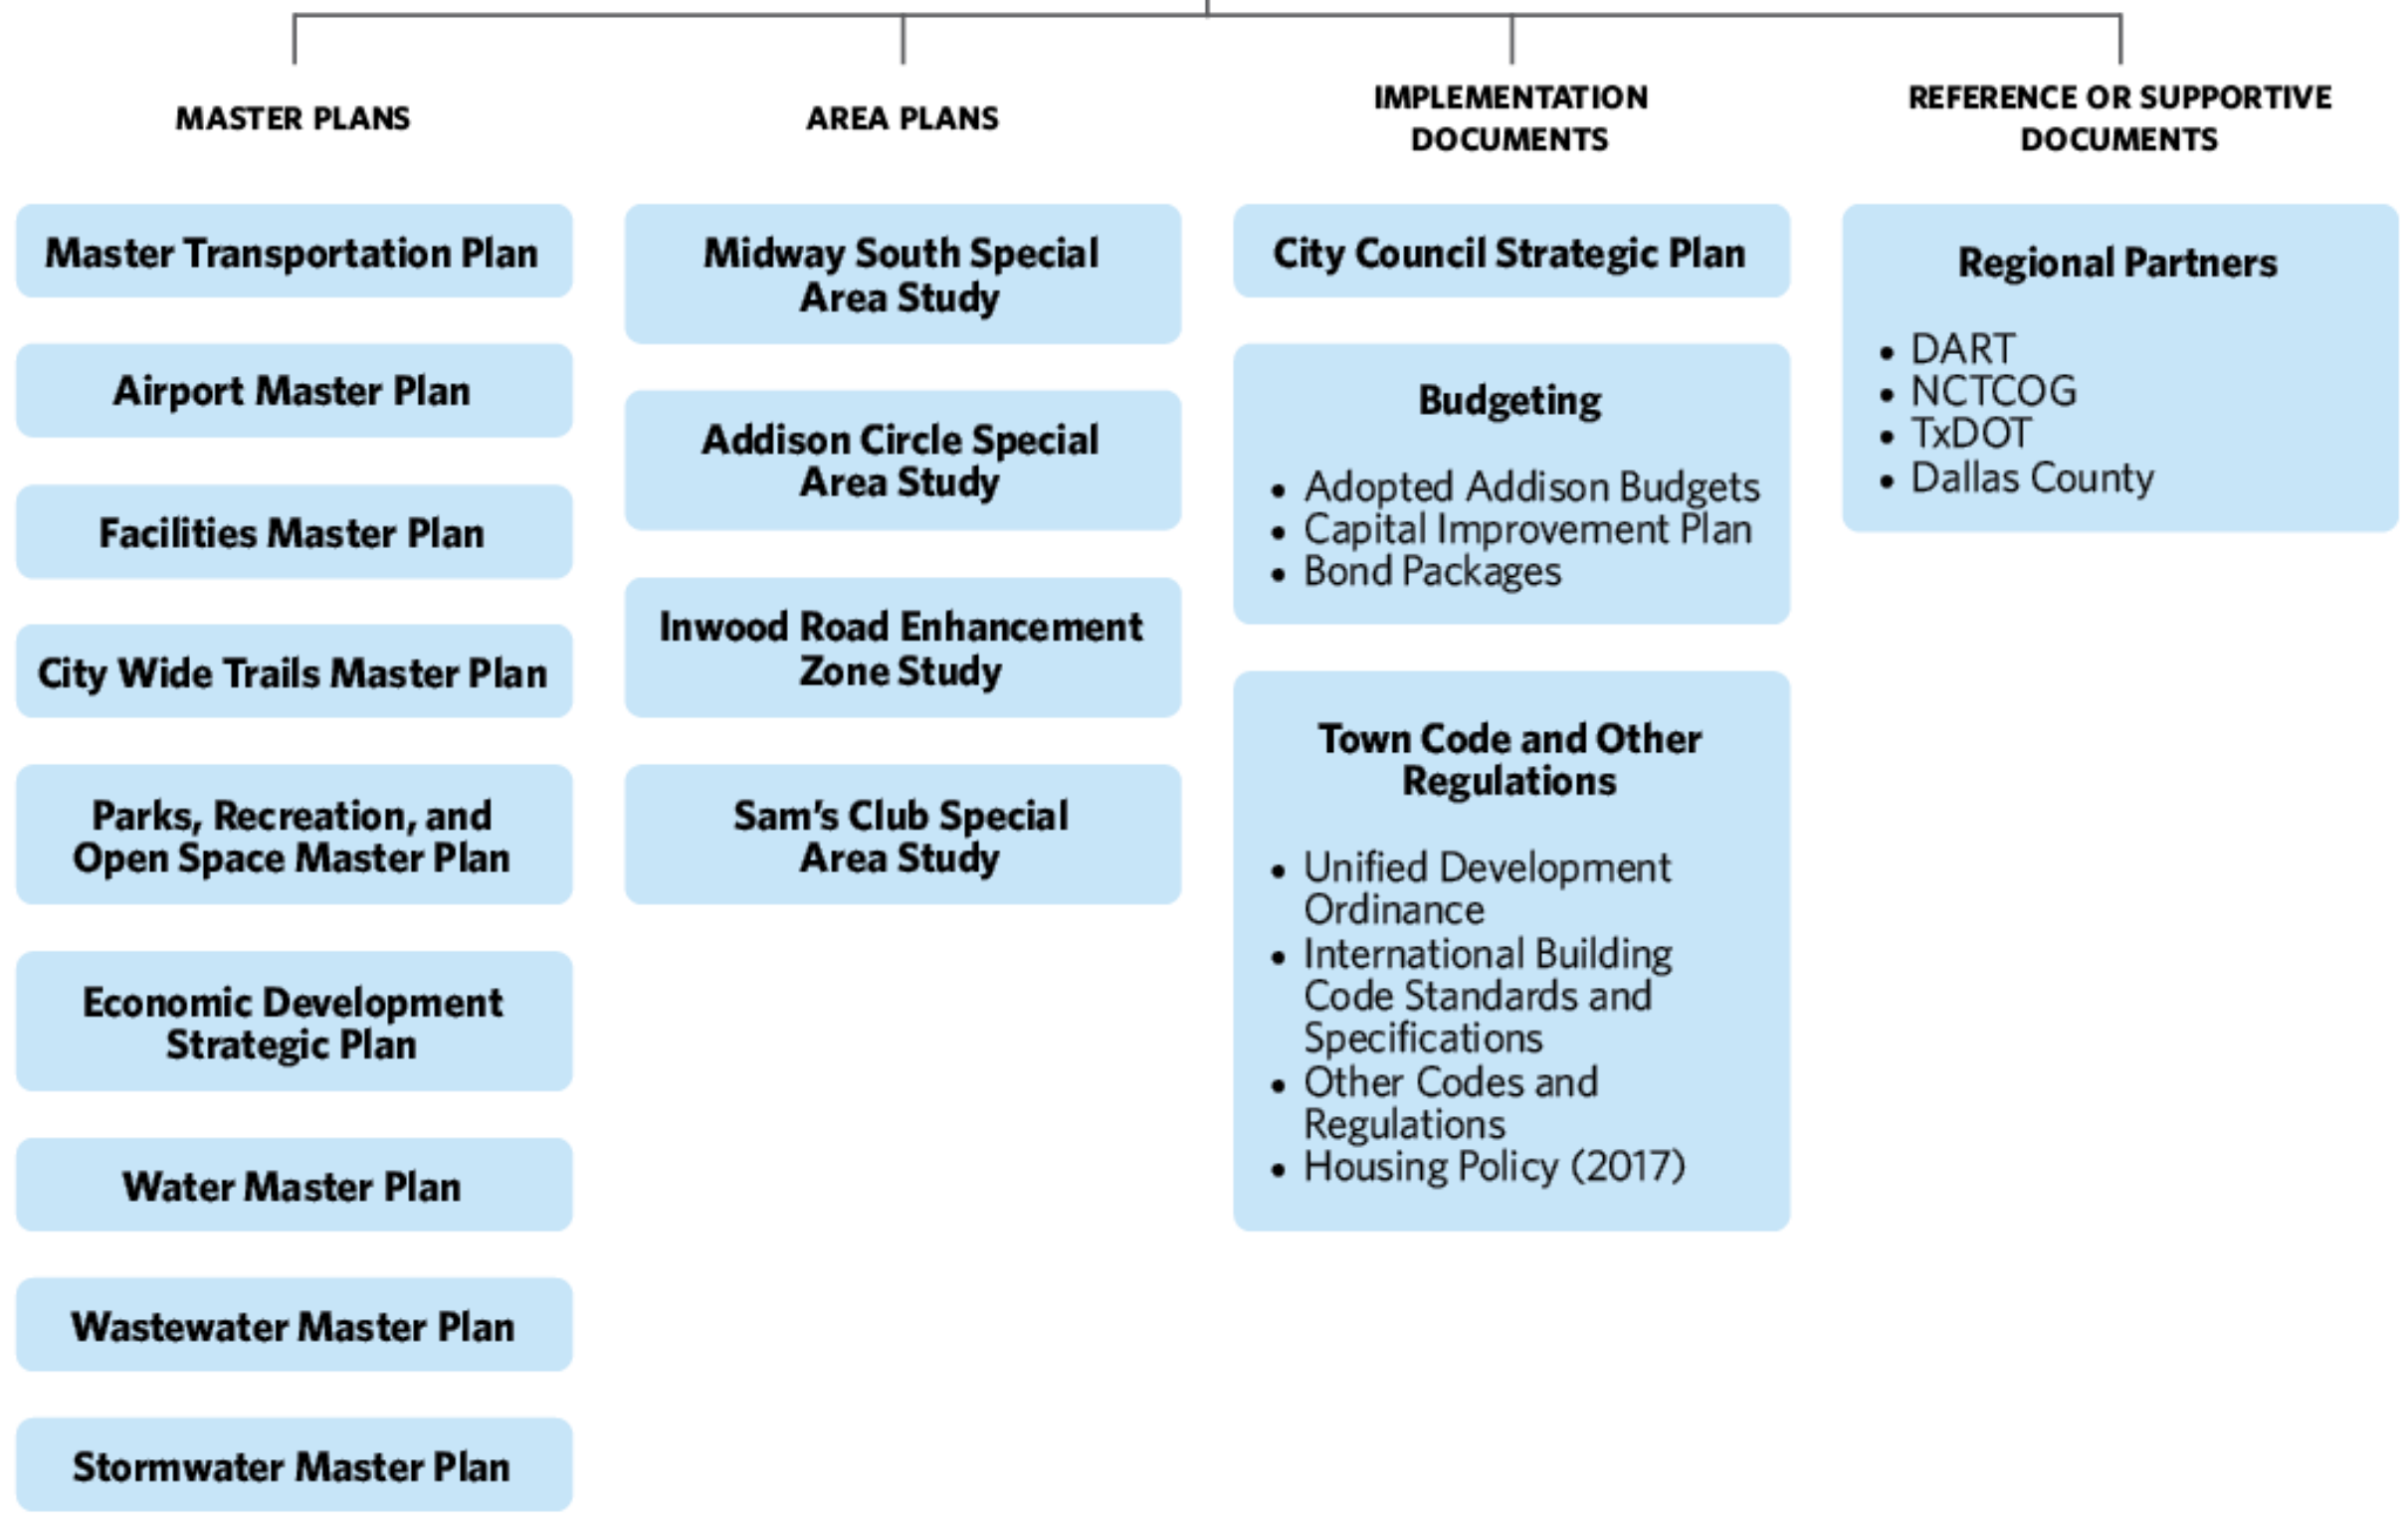 MASTER PLANS
Master Transportation Plan
Airport Master Plan
Facilities Master Plan
City Wide Trails Master Plan
Parks, Recreation, and
Open Space Master Plan
Economic Development
Strategic Plan
Water Master Plan
Wastewater Master Plan
Stormwater Master Plan
AREA PLANS
Midway South Special
Area Study
Addison Circle Special
Area Study
Inwood Road Enhancement
Zone Study
Sam's Club Special
Area Study
IMPLEMENTATION
DOCUMENTS
City Council Strategic Plan
Budgeting
• Adopted Addison Budgets
• Capital Improvement Plan
• Bond Packages
Town Code and Other
Regulations
• Unified Development
Ordinance
• International Building
Code Standards and
Specifications
• Other Codes and
Regulations
• Housing Policy (2017)
REFERENCE OR SUPPORTIVE
DOCUMENTS
Regional Partners
• DART
• NCTCOG
• TxDOT
• Dallas County